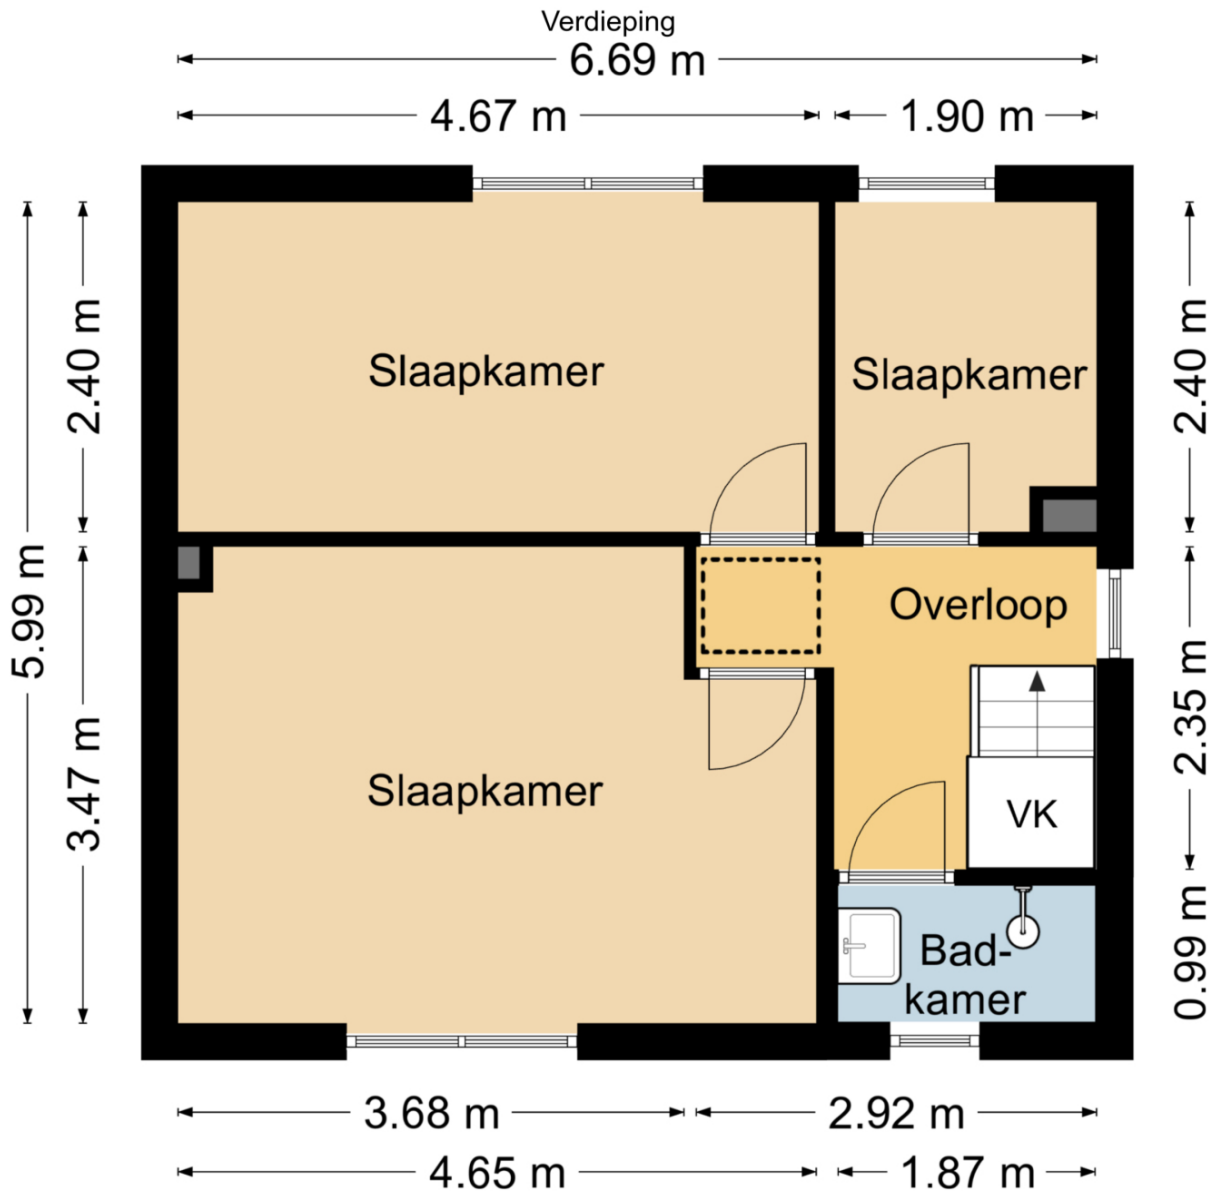 Verdieping
6.69 m
4.67 m
1.90 m
2.40 m
2.40 m
Slaapkamer
Slaapkamer
5.99 m
Overloop
2.35 m
3.47 m
Slaapkamer
VK
0.99 m
Bad-
kamer
3.68 m
2.92 m
4.65 m
1.87 m